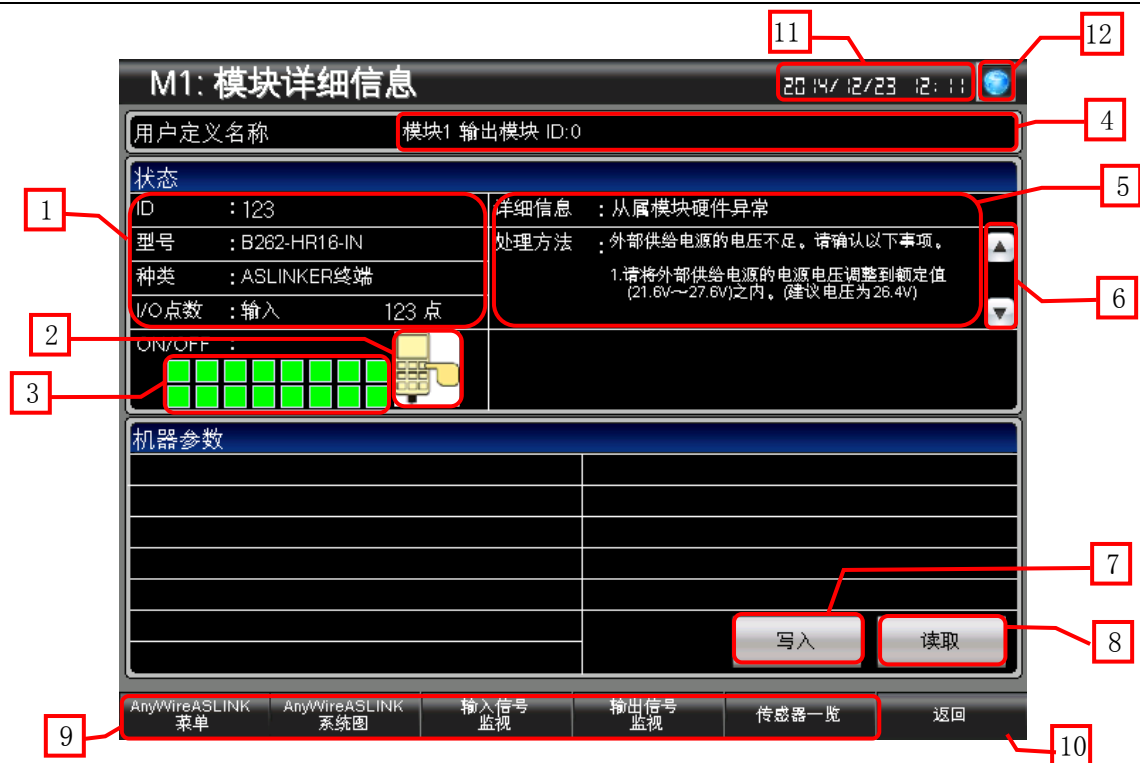 11
12
M1: 模块详细信息
2014/12/23 12:11
用户定义名称
模块1 输出模块 ID:0
4
状态
5
1
ID :123
详细信息 :从属模块硬件异常
型号 :B262-HR16-IN
处理方法 :外部供给电源的电压不足。请确认以下事项。
种类 :ASLINKER终端
1.请将外部供给电源的电源电压调整到额定值
(21.6V～27.6V)之内。(建议电压为26.4V)
6
I/O点数 :输入 123 点
2
ON/OFF :
3
机器参数
7
写入
读取
8
AnyWireASLINK
菜单
AnyWireASLINK
系统图
输入信号
监视
输出信号
监视
传感器一览
返回
9
10